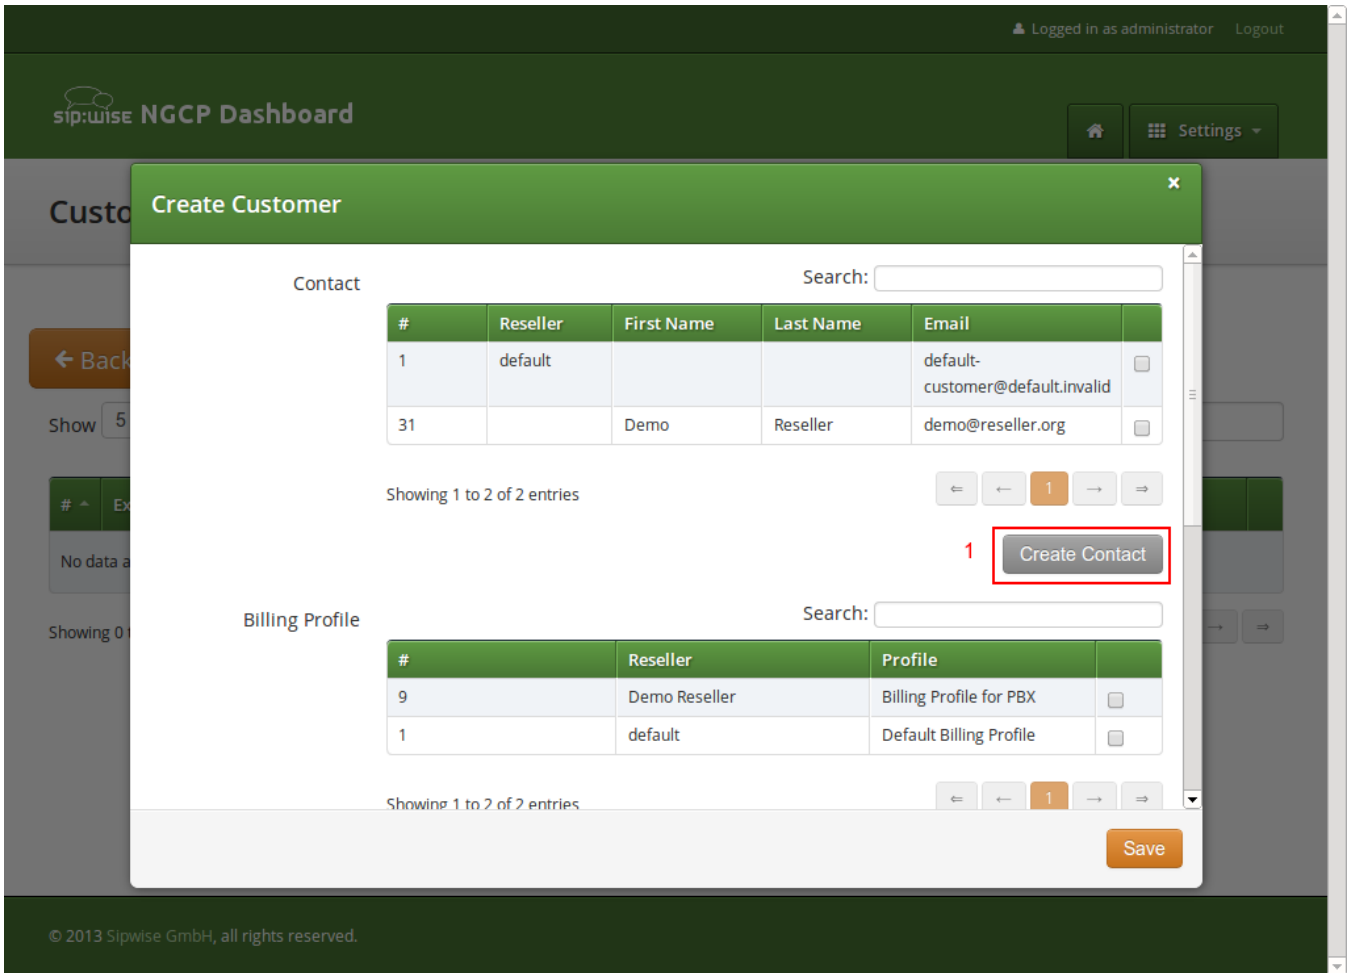 Logged in as administrator Logout
sip:wise NGCP Dashboard
Settings
Custo
Create Customer
×
Contact
Search:
# Reseller First Name Last Name Email
1 default default-
customer@default.invalid
31 Demo Reseller demo@reseller.org
Showing 1 to 2 of 2 entries
⇐ ← 1 → ⇒
1 Create Contact
Billing Profile
Search:
# Reseller Profile
9 Demo Reseller Billing Profile for PBX
1 default Default Billing Profile
Showing 1 to 2 of 2 entries
⇐ ← 1 → ⇒
Save
Back
Show 5
# Ex
No data a
Showing 0 t
→ ⇒
© 2013 Sipwise GmbH, all rights reserved.